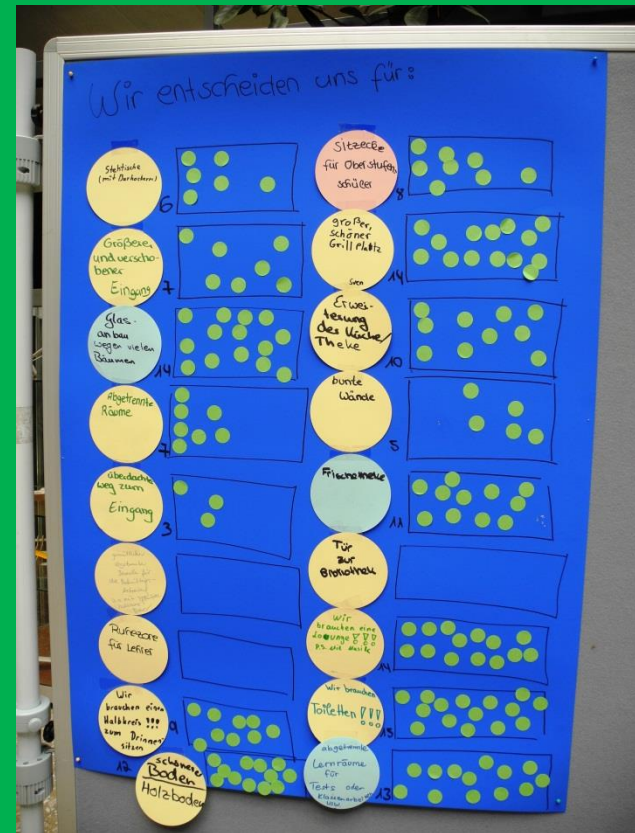 Wir entscheiden uns für:
Stehtische
6
Größerer
und verscho-
bener
Eingang
7
Glas-
anbau
wegen vielen
Bäumen
14
Abgetrennte
Räume
7
überdachter
weg zum
Eingang
3
Ruhezone
für Lehrer
Wir
brauchen einen
Halbkreis !!!
zum Drinnen
sitzen
9
12
schönerer
Boden
Holzboden
Sitzecke
für Oberstufen
schüler
8
großer,
schöner
Grillplatz
Sven
14
Erwei-
terung
der Küche/
Theke
10
bunte
Wände
5
Frischetheke
11
Tür
zur
Bibliothek
Wir
brauchen eine
Lounge !!!
P.S. mit Musik
14
Wir brauchen
Toiletten !!!
15
abgetrennte
Lernräume
für
Tests oder
13